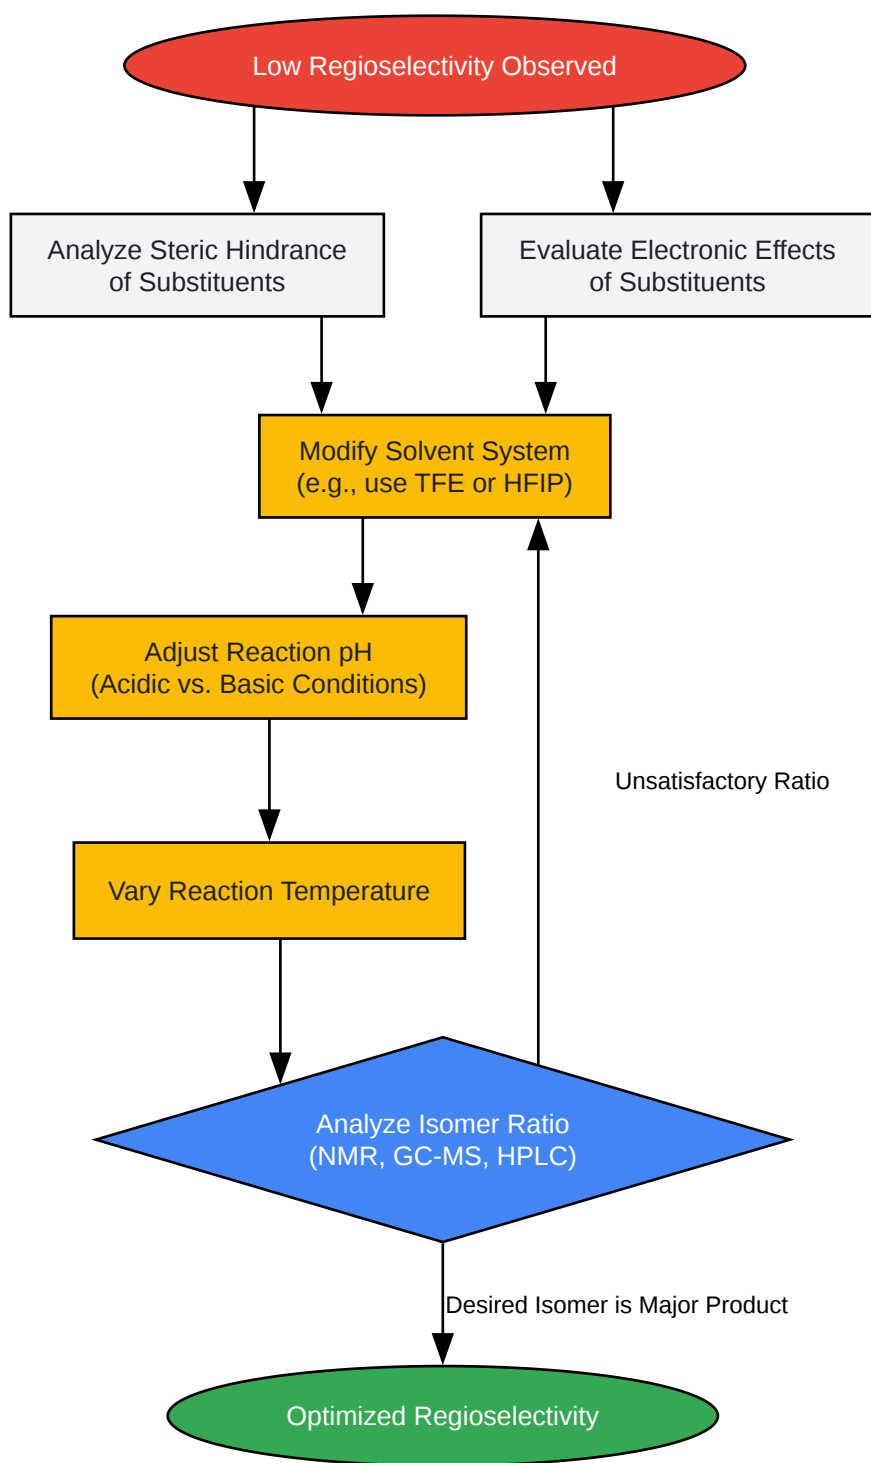 Low Regioselectivity Observed
Analyze Steric Hindrance
of Substituents
Evaluate Electronic Effects
of Substituents
Modify Solvent System
(e.g., use TFE or HFIP)
Adjust Reaction pH
(Acidic vs. Basic Conditions)
Unsatisfactory Ratio
Vary Reaction Temperature
Analyze Isomer Ratio
(NMR, GC-MS, HPLC)
Desired Isomer is Major Product
Optimized Regioselectivity